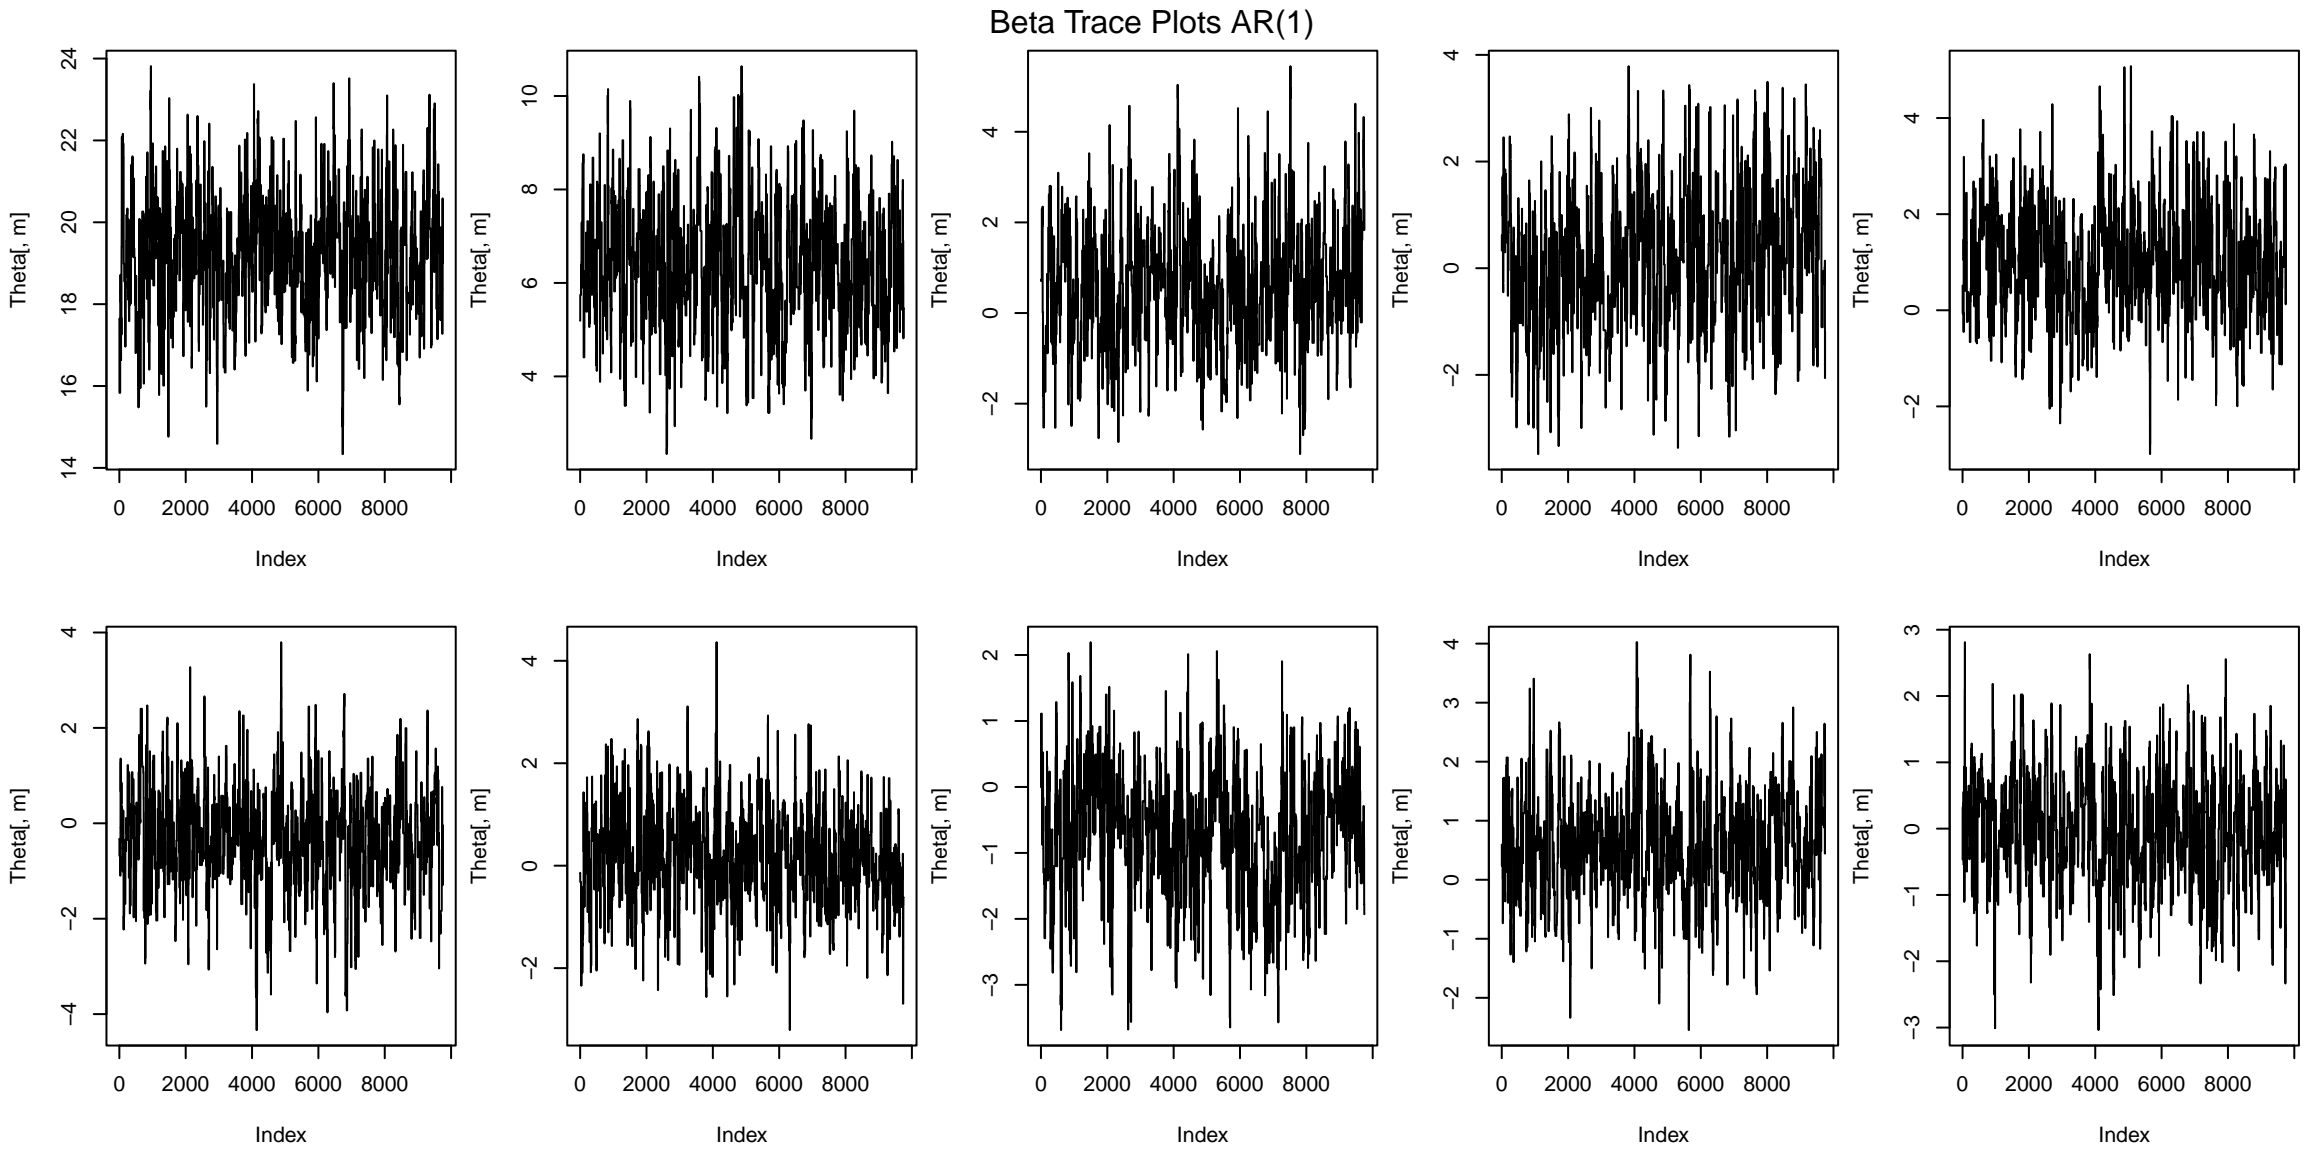 Beta Trace Plots AR(1)
Theta[, m]
14 16 18 20 22 24
0 2000 4000 6000 8000
Index
Theta[, m]
4 6 8 10
0 2000 4000 6000 8000
Index
Theta[, m]
−2 0 2 4
0 2000 4000 6000 8000
Index
Theta[, m]
−2 0 2 4
0 2000 4000 6000 8000
Index
Theta[, m]
−2 0 2 4
0 2000 4000 6000 8000
Index
Theta[, m]
−4 −2 0 2 4
0 2000 4000 6000 8000
Index
Theta[, m]
−2 0 2 4
0 2000 4000 6000 8000
Index
Theta[, m]
−3 −2 −1 0 1 2
0 2000 4000 6000 8000
Index
Theta[, m]
−2 −1 0 1 2 3 4
0 2000 4000 6000 8000
Index
Theta[, m]
−3 −2 −1 0 1 2 3
0 2000 4000 6000 8000
Index